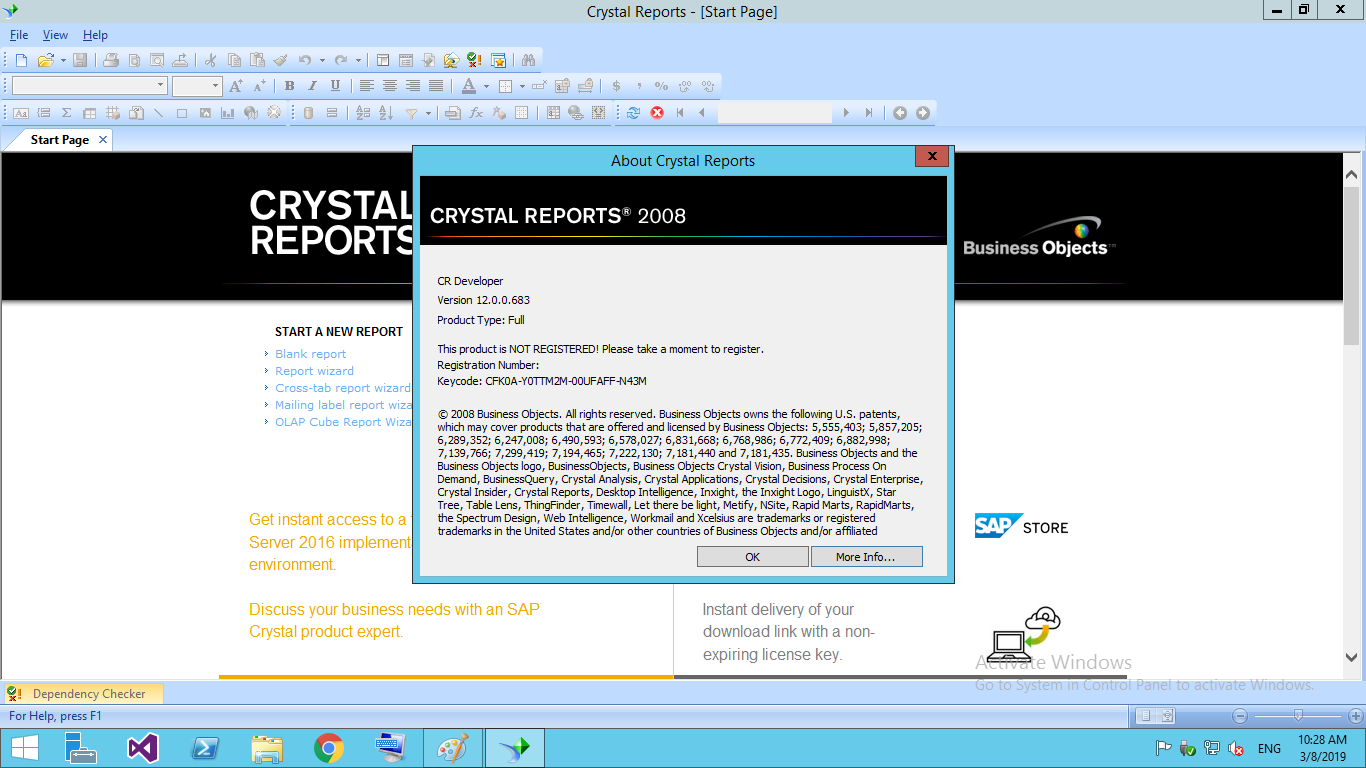 Crystal Reports - [Start Page]
File View Help
Start Page
CRYSTAL
REPORTS
Business Objects™
START A NEW REPORT
Blank report
Report wizard
Cross-tab report wizard
Mailing label report wiza
OLAP Cube Report Wiza
About Crystal Reports
CRYSTAL REPORTS® 2008
CR Developer
Version 12.0.0.683
Product Type: Full
This product is NOT REGISTERED! Please take a moment to register.
Registration Number:
Keycode: CFK0A-Y0TTM2M-00UFAFF-N43M
© 2008 Business Objects. All rights reserved. Business Objects owns the following U.S. patents,
which may cover products that are offered and licensed by Business Objects: 5,555,403; 5,857,205;
6,289,352; 6,247,008; 6,490,593; 6,578,027; 6,831,668; 6,768,986; 6,772,409; 6,882,998;
7,139,766; 7,299,419; 7,194,465; 7,222,130; 7,181,440 and 7,181,435. Business Objects and the
Business Objects logo, BusinessObjects, Business Objects Crystal Vision, Business Process On
Demand, BusinessQuery, Crystal Analysis, Crystal Applications, Crystal Decisions, Crystal Enterprise,
Crystal Insider, Crystal Reports, Desktop Intelligence, Inxight, the Inxight Logo, LinguistX, Star
Tree, Table Lens, ThingFinder, Timewall, Let there be light, Metify, NSite, Rapid Marts, RapidMarts,
the Spectrum Design, Web Intelligence, Workmail and Xcelsius are trademarks or registered
trademarks in the United States and/or other countries of Business Objects and/or affiliated
OK
More Info...
Get instant access to a
Server 2016 implement
environment.
Discuss your business needs with an SAP
Crystal product expert.
SAP STORE
Instant delivery of your
download link with a non-
expiring license key.
Activate Windows
Go to System in Control Panel to activate Windows.
Dependency Checker
For Help, press F1
ENG
10:28 AM
3/8/2019